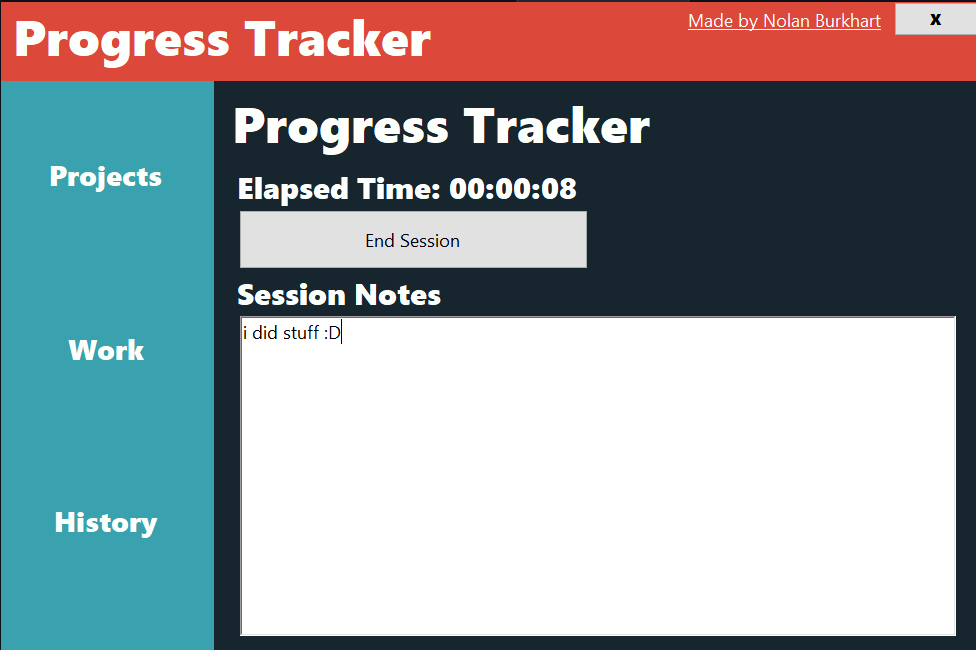 Progress Tracker
Made by Nolan Burkhart
X
Projects
Work
History
Progress Tracker
Elapsed Time: 00:00:08
End Session
Session Notes
i did stuff :D